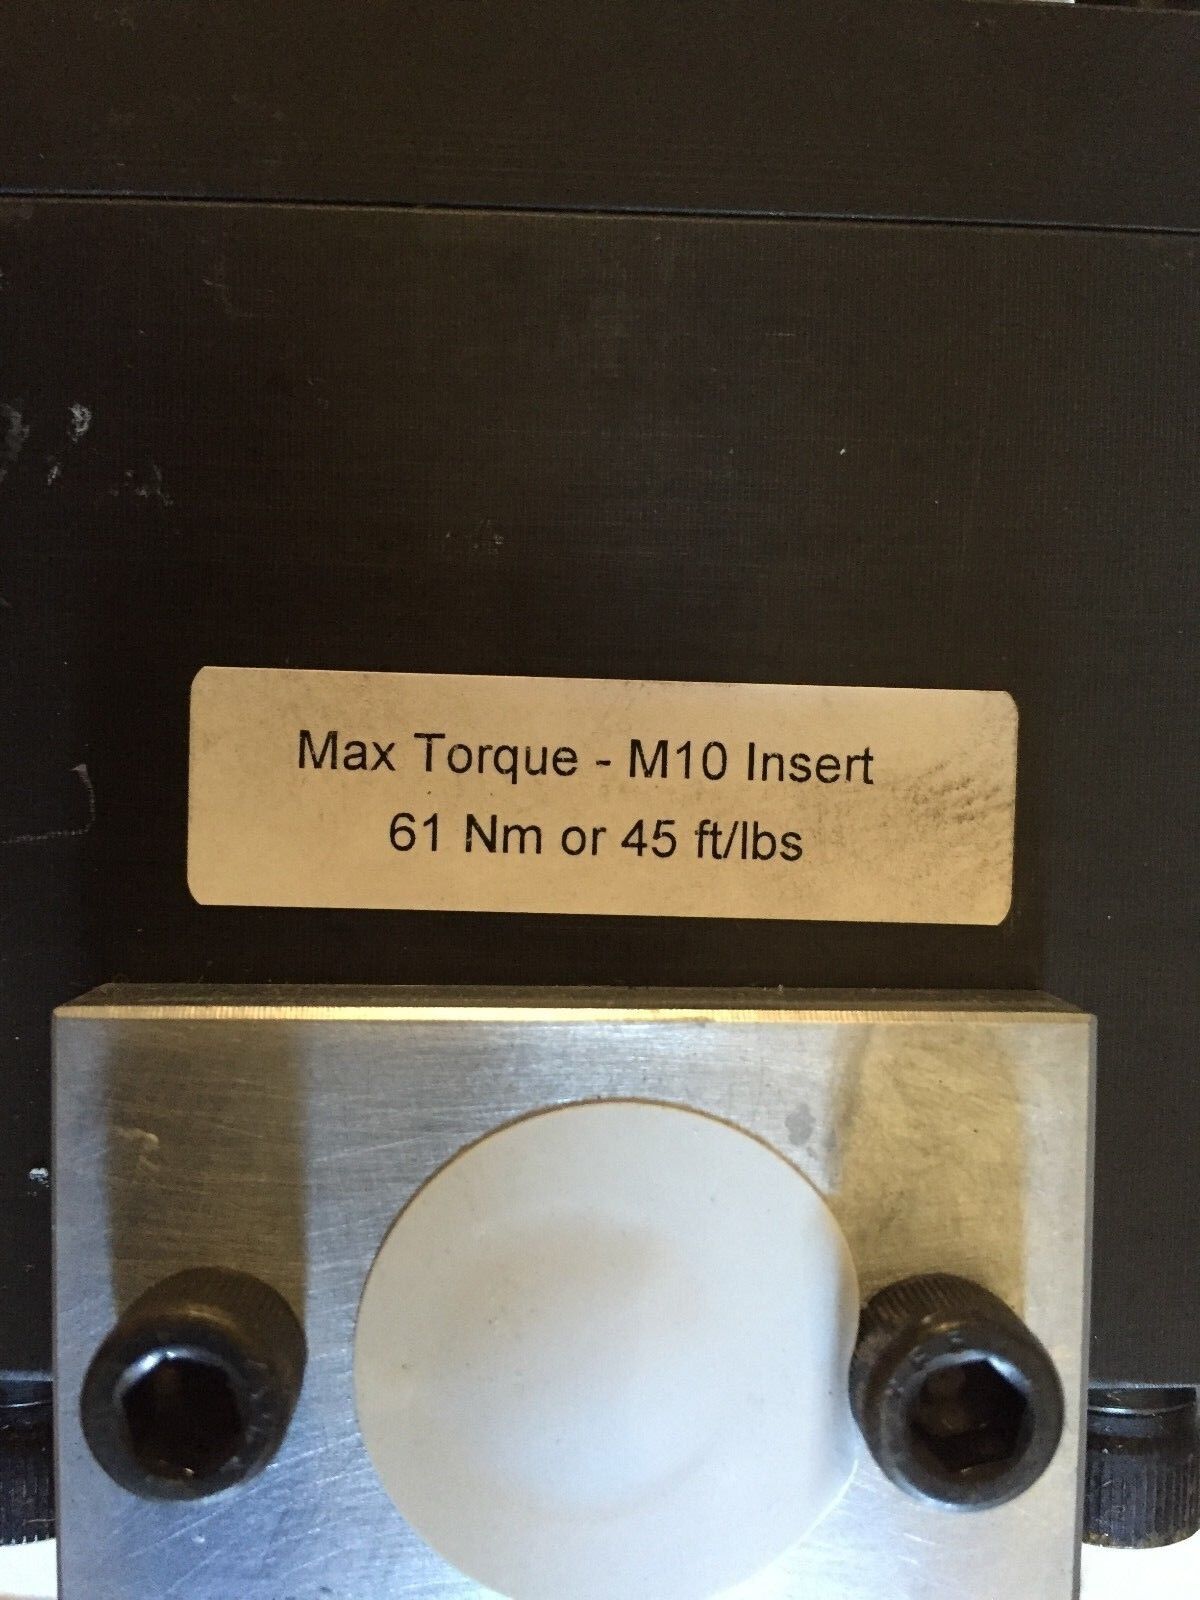 Max Torque - M10 Insert
61 Nm or 45 ft/lbs